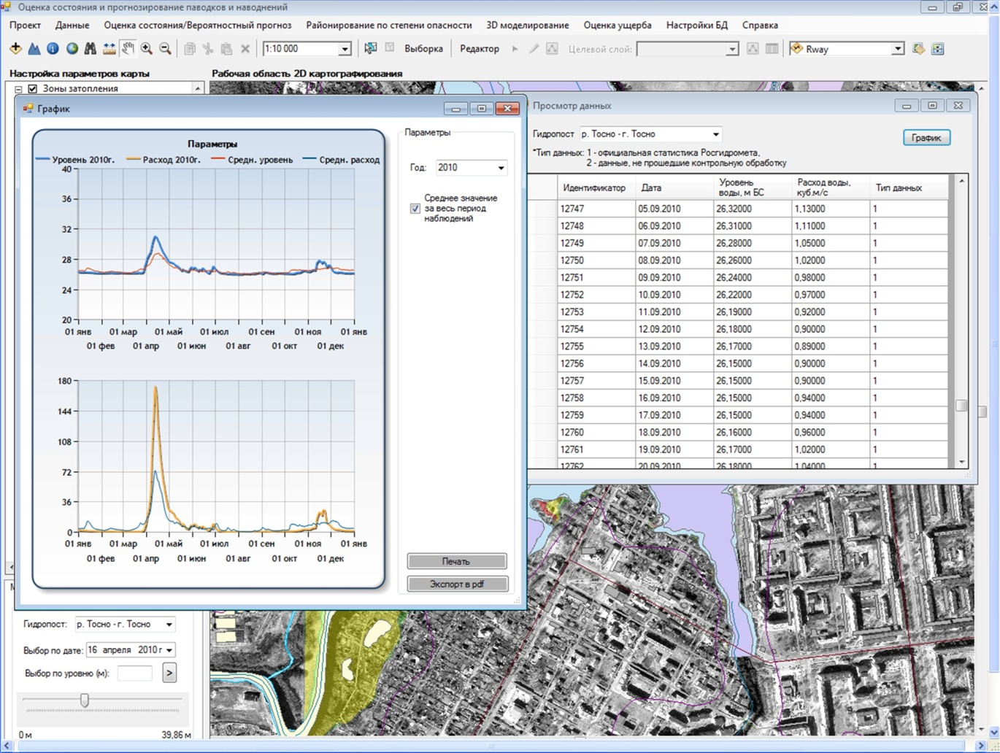 Оценка состояния и прогнозирование паводков и наводнений
Проект Данные Оценка состояния/Вероятностный прогноз Районирование по степени опасности 3D моделирование Оценка ущерба Настройки БД Справка
1:10 000 Выборка Редактор Целевой слой: Rway
Настройка параметров карты Рабочая область 2D картографирования
Зоны затопления
График
Параметры
Уровень 2010г. Расход 2010г. Средн. уровень Средн. расход
40
36
32
28
24
20
01 янв 01 мар 01 май 01 июл 01 сен 01 ноя 01 янв
01 фев 01 апр 01 июн 01 авг 01 окт 01 дек
180
144
108
72
36
0
01 янв 01 мар 01 май 01 июл 01 сен 01 ноя 01 янв
01 фев 01 апр 01 июн 01 авг 01 окт 01 дек
Параметры
Год: 2010
Среднее значение
за весь период
наблюдений
Печать
Экспорт в pdf
Просмотр данных
Гидропост р. Тосно - г. Тосно График
*Тип данных: 1 - официальная статистика Росгидромета,
2 - данные, не прошедшие контрольную обработку
Идентификатор Дата Уровень воды, м БС Расход воды, куб.м/с Тип данных
12747 05.09.2010 26,32000 1,13000 1
12748 06.09.2010 26,31000 1,11000 1
12749 07.09.2010 26,28000 1,05000 1
12750 08.09.2010 26,26000 1,02000 1
12751 09.09.2010 26,24000 0,98000 1
12752 10.09.2010 26,22000 0,97000 1
12753 11.09.2010 26,19000 0,92000 1
12754 12.09.2010 26,18000 0,90000 1
12755 13.09.2010 26,17000 0,89000 1
12756 14.09.2010 26,15000 0,90000 1
12757 15.09.2010 26,15000 0,90000 1
12758 16.09.2010 26,15000 0,94000 1
12759 17.09.2010 26,15000 0,94000 1
12760 18.09.2010 26,16000 0,96000 1
12761 19.09.2010 26,17000 1,02000 1
12762 20.09.2010 26,18000 1,04000 1
Гидропост: р. Тосно - г. Тосно
Выбор по дате: 16 апреля 2010 г
Выбор по уровню (м): >
0 м 39,86 м